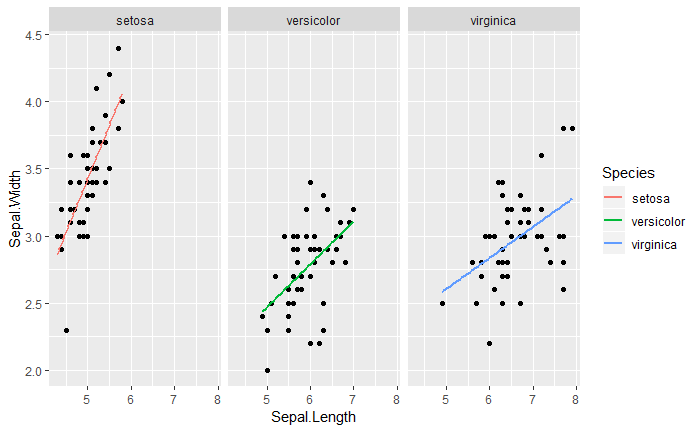 setosa
versicolor
virginica
4.5
4.0
3.5
3.0
2.5
2.0
Sepal.Width
5 6 7 8
5 6 7 8
5 6 7 8
Sepal.Length
Species
setosa
versicolor
virginica